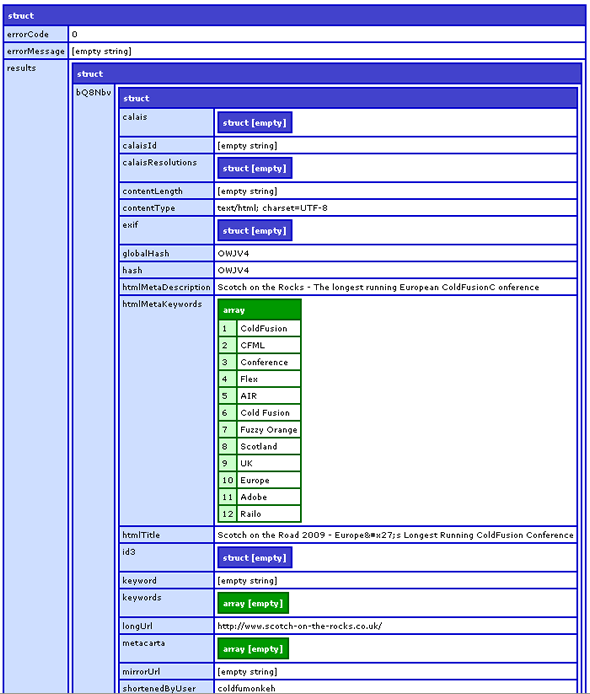 struct
errorCode 0
errorMessage [empty string]
results struct
bQ8Nbv struct
calais struct [empty]
calaisId [empty string]
calaisResolutions struct [empty]
contentLength [empty string]
contentType text/html; charset=UTF-8
exif struct [empty]
globalHash OWJV4
hash OWJV4
htmlMetaDescription Scotch on the Rocks - The longest running European ColdFusionC onference
htmlMetaKeywords array
1 ColdFusion
2 CFML
3 Conference
4 Flex
5 AIR
6 Cold Fusion
7 Fuzzy Orange
8 Scotland
9 UK
10 Europe
11 Adobe
12 Railo
htmlTitle Scotch on the Road 2009 - Europe&#x27;s Longest Running ColdFusion Conference
id3 struct [empty]
keyword [empty string]
keywords array [empty]
longUrl http://www.scotch-on-the-rocks.co.uk/
metacarta array [empty]
mirrorUrl [empty string]
shortenedByUser coldfumonkeh